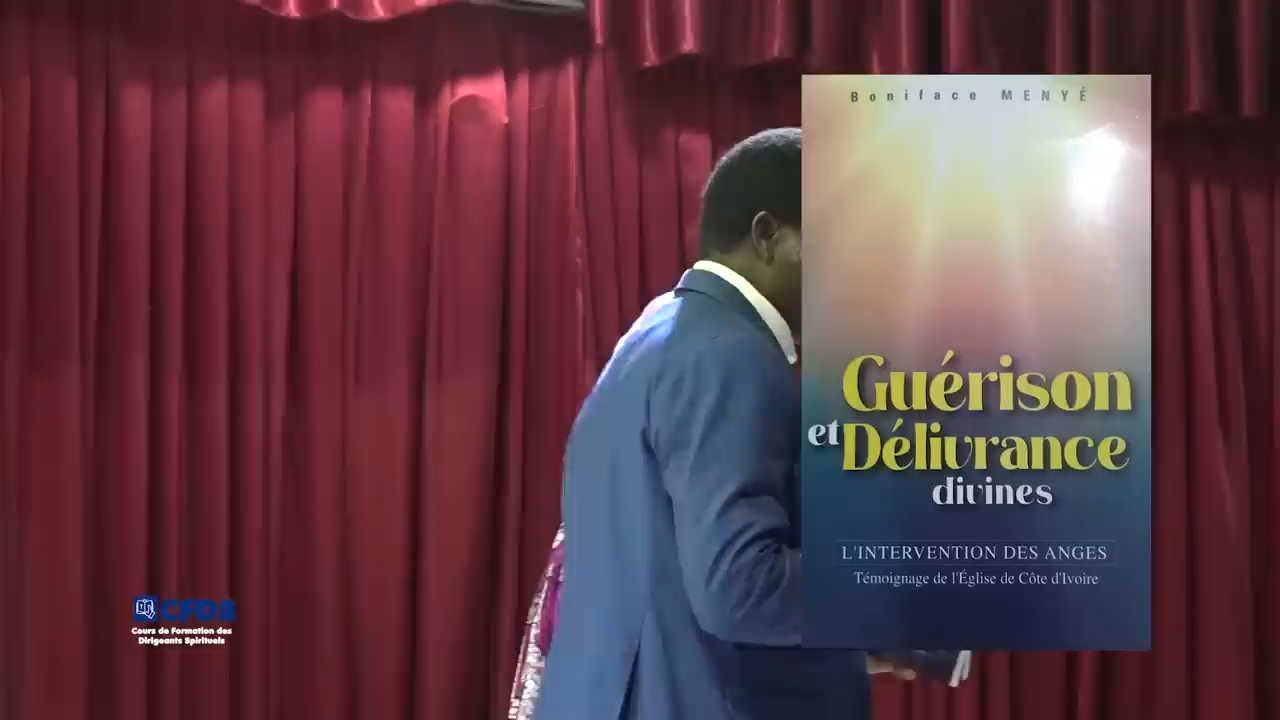 Boniface MENYÉ
Guérison
et Délivrance
divines
L'INTERVENTION DES ANGES
Témoignage de l'Église de Côte d'Ivoire
CFDS
Cours de Formation des
Dirigeants Spirituels